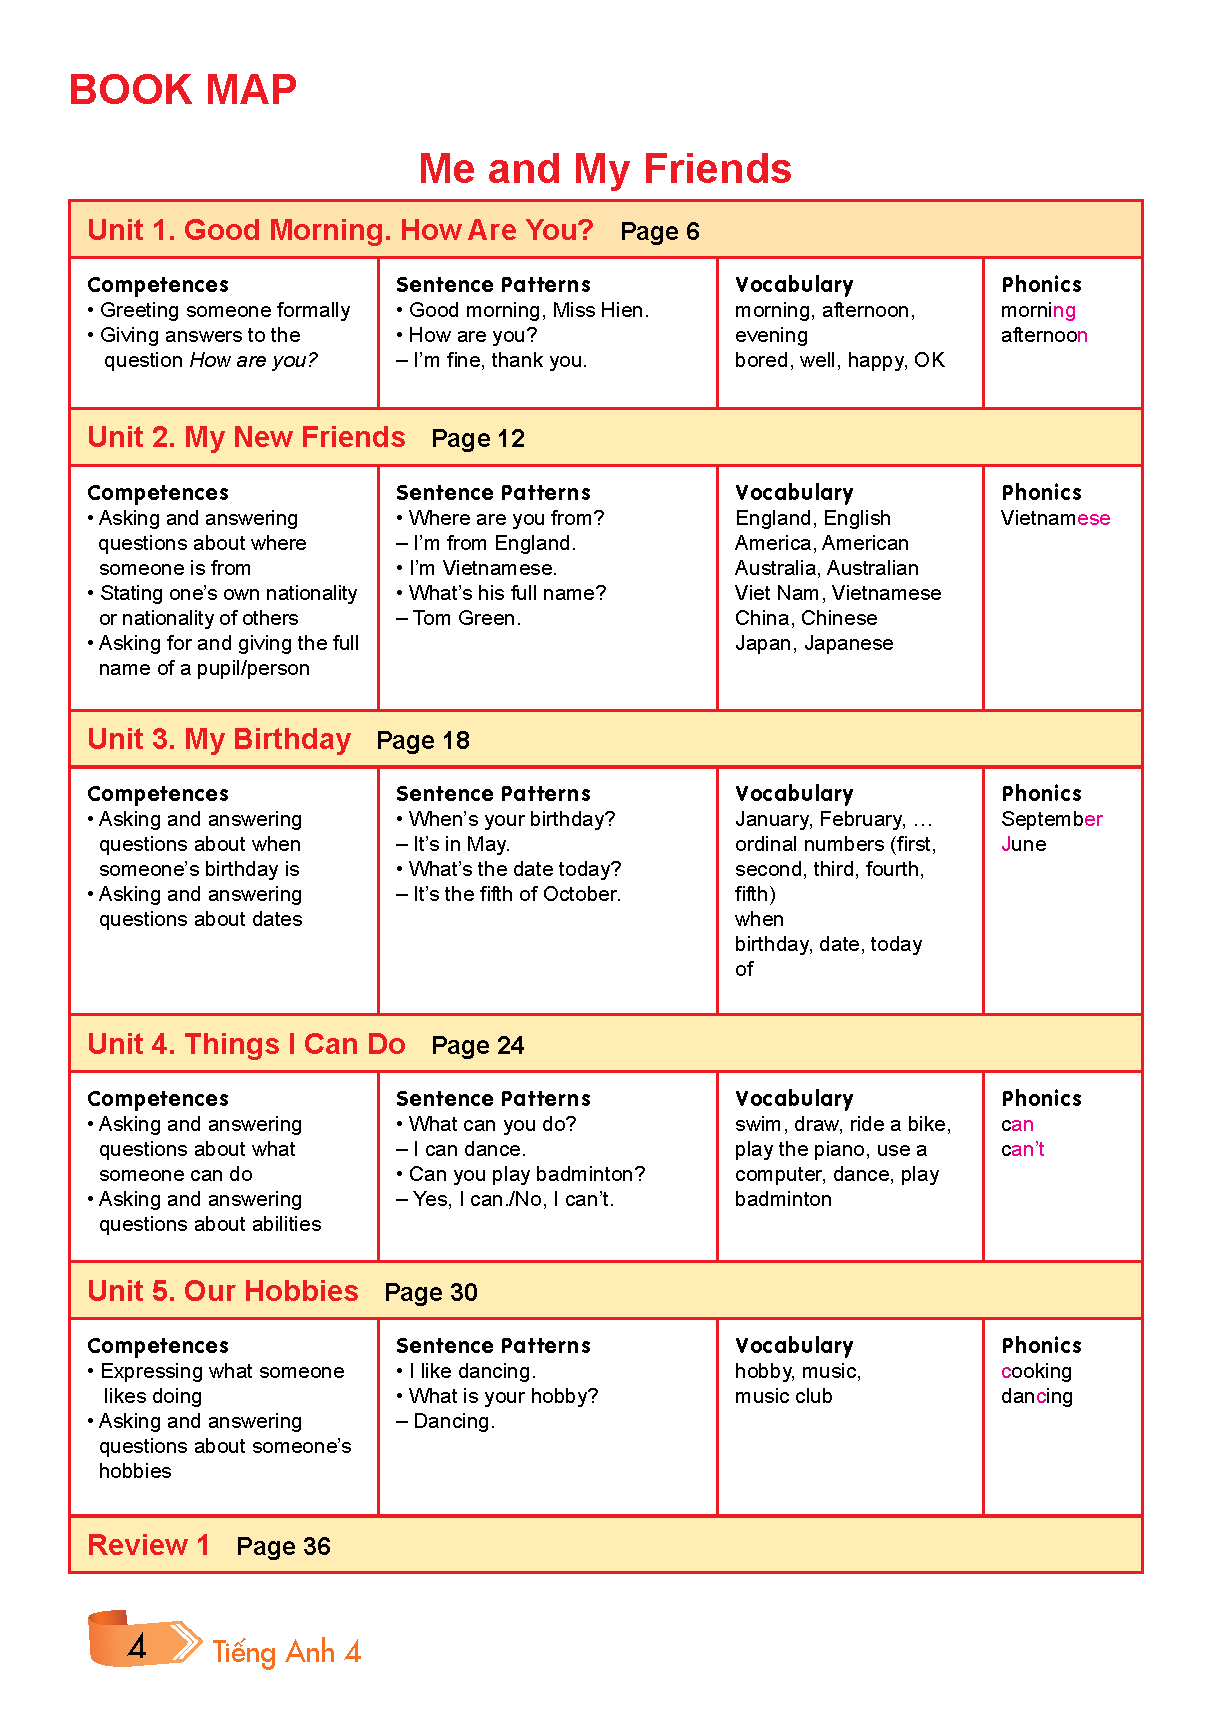 BOOK MAP
Me and My Friends
Unit 1. Good Morning. How Are You? Page 6
Competences
• Greeting someone formally
• Giving answers to the
question How are you?
Sentence Patterns
• Good morning, Miss Hien.
• How are you?
– I'm fine, thank you.
Vocabulary
morning, afternoon,
evening
bored, well, happy, OK
Phonics
morning
afternoon
Unit 2. My New Friends Page 12
Competences
• Asking and answering
questions about where
someone is from
• Stating one's own nationality
or nationality of others
• Asking for and giving the full
name of a pupil/person
Sentence Patterns
• Where are you from?
– I'm from England.
• I'm Vietnamese.
• What's his full name?
– Tom Green.
Vocabulary
England, English
America, American
Australia, Australian
Viet Nam, Vietnamese
China, Chinese
Japan, Japanese
Phonics
Vietnamese
Unit 3. My Birthday Page 18
Competences
• Asking and answering
questions about when
someone's birthday is
• Asking and answering
questions about dates
Sentence Patterns
• When's your birthday?
– It's in May.
• What's the date today?
– It's the fifth of October.
Vocabulary
January, February, …
ordinal numbers (first,
second, third, fourth,
fifth)
when
birthday, date, today
of
Phonics
September
June
Unit 4. Things I Can Do Page 24
Competences
• Asking and answering
questions about what
someone can do
• Asking and answering
questions about abilities
Sentence Patterns
• What can you do?
– I can dance.
• Can you play badminton?
– Yes, I can./No, I can't.
Vocabulary
swim, draw, ride a bike,
play the piano, use a
computer, dance, play
badminton
Phonics
can
can't
Unit 5. Our Hobbies Page 30
Competences
• Expressing what someone
likes doing
• Asking and answering
questions about someone's
hobbies
Sentence Patterns
• I like dancing.
• What is your hobby?
– Dancing.
Vocabulary
hobby, music,
music club
Phonics
cooking
dancing
Review 1 Page 36
4 Tiếng Anh 4